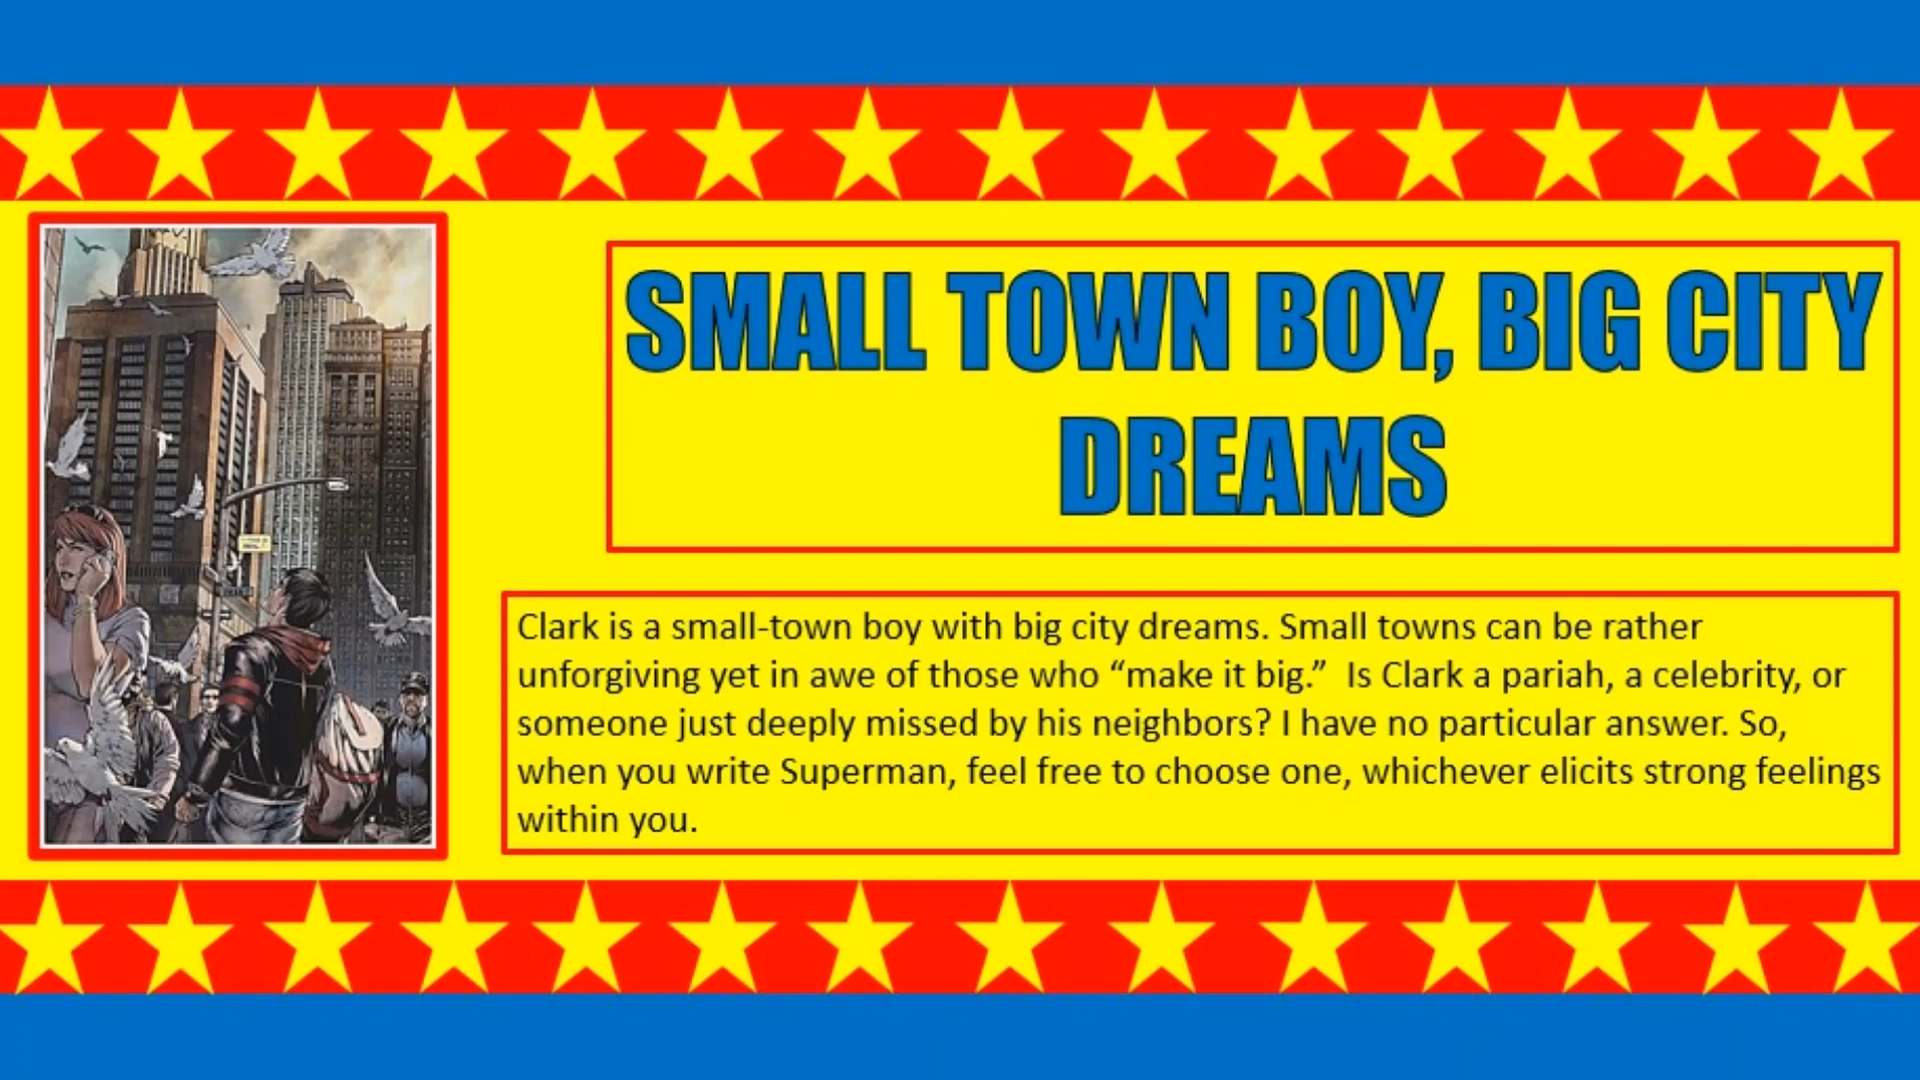 SMALL TOWN BOY, BIG CITY
DREAMS
Clark is a small-town boy with big city dreams. Small towns can be rather
unforgiving yet in awe of those who “make it big.”  Is Clark a pariah, a celebrity, or
someone just deeply missed by his neighbors? I have no particular answer. So,
when you write Superman, feel free to choose one, whichever elicits strong feelings
within you.